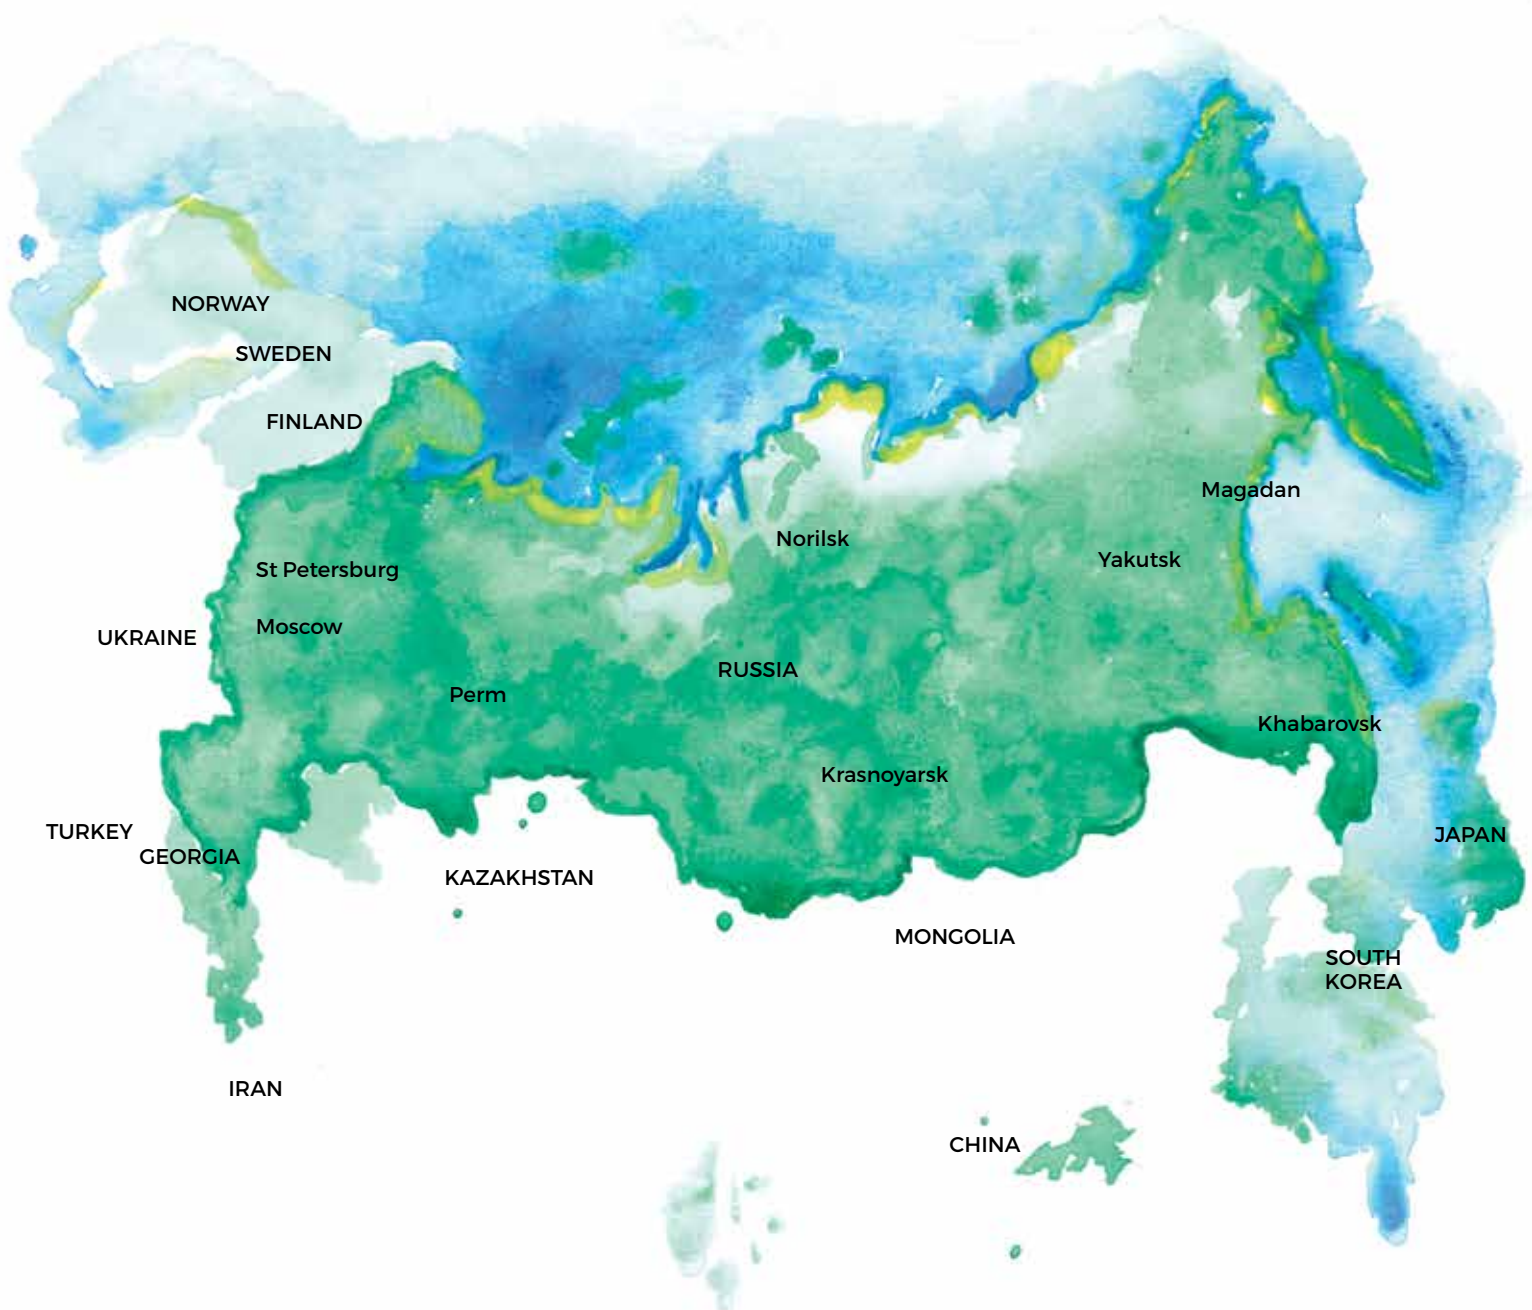 NORWAY
SWEDEN
FINLAND
Magadan
Norilsk
Yakutsk
St Petersburg
Moscow
UKRAINE
RUSSIA
Perm
Khabarovsk
Krasnoyarsk
TURKEY
JAPAN
GEORGIA
KAZAKHSTAN
MONGOLIA
SOUTH
KOREA
IRAN
CHINA